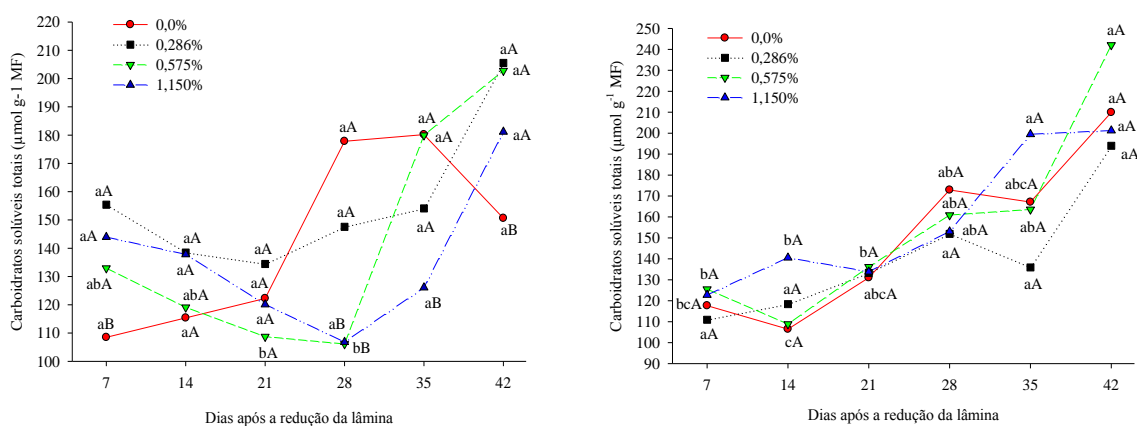 Carboidratos solúveis totais (µmol g-1 MF)
220
210
200
190
180
170
160
150
140
130
120
110
100
0,0%
0,286%
0,575%
1,150%
aA
aA
abA
aB
aA
aA
abA
aA
aA
aA
aA
bA
aA
aA
aB
bB
aA
aA
aA
aB
aA
aA
aA
aB
7 14 21 28 35 42
Dias após a redução da lâmina
Carboidratos solúveis totais (µmol g-1 MF)
250
240
230
220
210
200
190
180
170
160
150
140
130
120
110
100
90
0,0%
0,286%
0,575%
1,150%
bA
bcA
aA
bA
aA
cA
bA
abcA
abA
abA
abA
aA
aA
abcA
abA
aA
aA
aA
aA
aA
7 14 21 28 35 42
Dias após a redução da lâmina